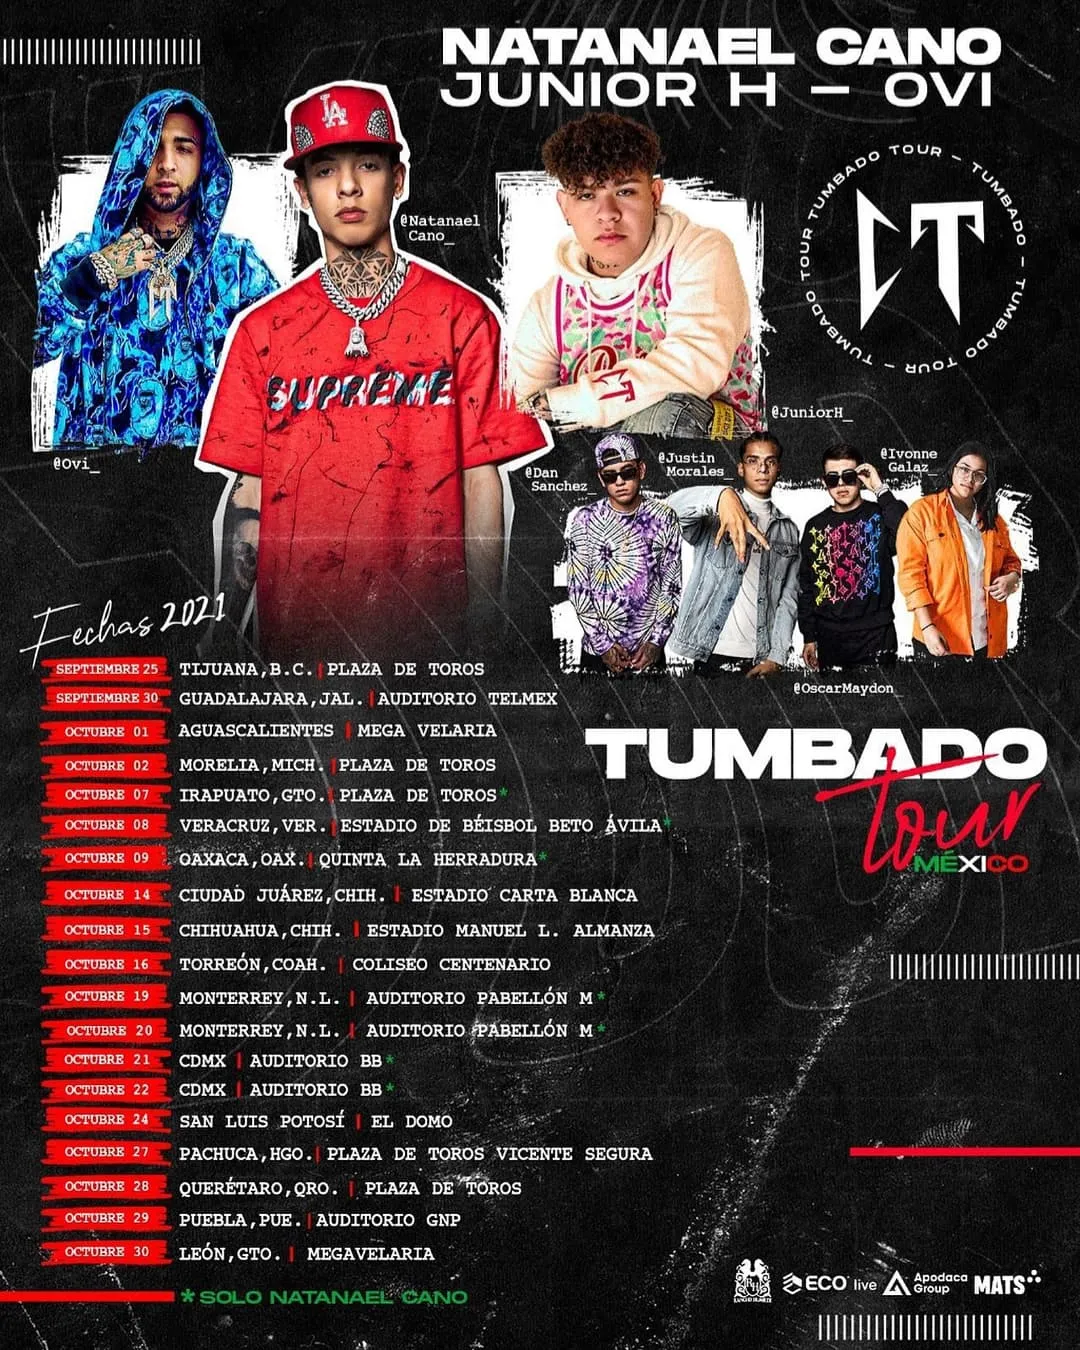 NATANAEL CANO
JUNIOR H – OVI
TUMBADO TOUR – TUMBADO TOUR – TUMBADO TOUR – TUMBADO TOUR –
CT
LA
@Natanael
Cano_
SUPREME
@JuniorH_
@Ovi_
@Dan
Sanchez_
@Justin
Morales_
@Ivonne
Galaz_
@OscarMaydon_
Fechas 2021
SEPTIEMBRE 25 TIJUANA,B.C.|PLAZA DE TOROS
SEPTIEMBRE 30 GUADALAJARA,JAL.|AUDITORIO TELMEX
OCTUBRE 01 AGUASCALIENTES | MEGA VELARIA
OCTUBRE 02 MORELIA,MICH.|PLAZA DE TOROS
OCTUBRE 07 IRAPUATO,GTO.|PLAZA DE TOROS*
OCTUBRE 08 VERACRUZ,VER.|ESTADIO DE BÉISBOL BETO ÁVILA*
OCTUBRE 09 OAXACA,OAX.|QUINTA LA HERRADURA*
OCTUBRE 14 CIUDAD JUÁREZ,CHIH.| ESTADIO CARTA BLANCA
OCTUBRE 15 CHIHUAHUA,CHIH. |ESTADIO MANUEL L. ALMANZA
OCTUBRE 16 TORREÓN,COAH. | COLISEO CENTENARIO
OCTUBRE 19 MONTERREY,N.L. | AUDITORIO PABELLÓN M*
OCTUBRE 20 MONTERREY,N.L. | AUDITORIO PABELLÓN M*
OCTUBRE 21 CDMX | AUDITORIO BB*
OCTUBRE 22 CDMX | AUDITORIO BB*
OCTUBRE 24 SAN LUIS POTOSÍ | EL DOMO
OCTUBRE 27 PACHUCA,HGO.|PLAZA DE TOROS VICENTE SEGURA
OCTUBRE 28 QUERÉTARO,QRO. | PLAZA DE TOROS
OCTUBRE 29 PUEBLA,PUE.|AUDITORIO GNP
OCTUBRE 30 LEÓN,GTO.| MEGAVELARIA
*SOLO NATANAEL CANO
TUMBADO
tour
MÉXICO
RH
RANCHO HUMILDE
ECO live
Apodaca
Group
MATS